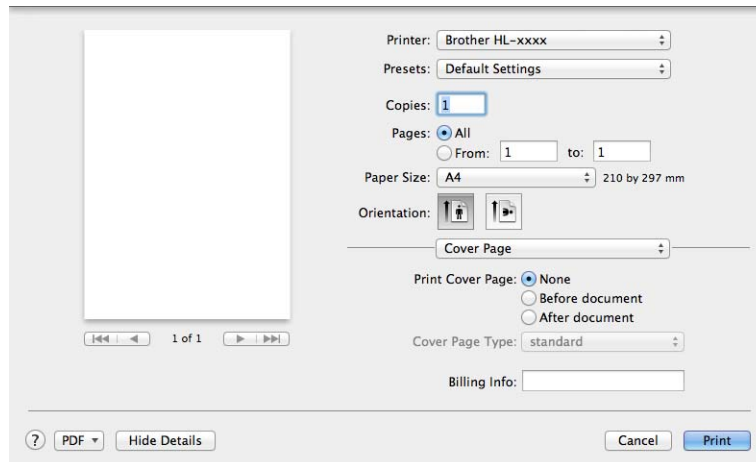 Printer: Brother HL-xxxx
Presets: Default Settings
Copies: 1
Pages: All
From: 1 to: 1
Paper Size: A4 210 by 297 mm
Orientation:
Cover Page
Print Cover Page: None
Before document
After document
1 of 1
Cover Page Type: standard
Billing Info:
? PDF Hide Details Cancel Print